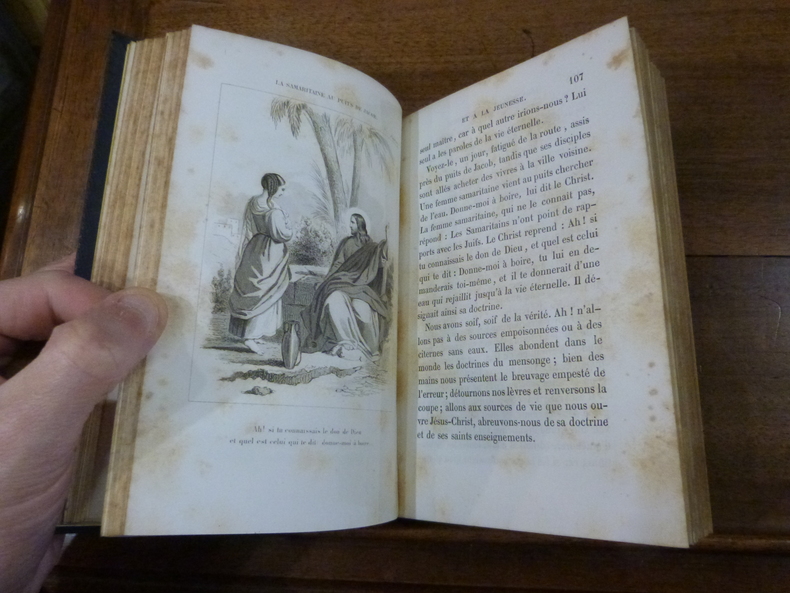 LA SAMARITAINE AU PUITS DE JACOB.
Ah! si tu connaissais le don de Dieu
et quel est celui qui te dit: donne-moi à boire.
107
ET A LA JEUNESSE.
seul maître, car à quel autre irions-nous? Lui
seul a les paroles de la vie éternelle.
Voyez-le, un jour, fatigué de la route, assis
près du puits de Jacob, tandis que ses disciples
sont allés acheter des vivres à la ville voisine.
Une femme samaritaine vient au puits chercher
de l'eau. Donne-moi à boire, lui dit le Christ.
La femme samaritaine, qui ne le connaît pas,
répond : Les Samaritains n'ont point de rap-
ports avec les Juifs. Le Christ reprend : Ah! si
tu connaissais le don de Dieu, et quel est celui
qui te dit : Donne-moi à boire, tu lui en de-
manderais toi-même, et il te donnerait d'une
eau qui rejaillit jusqu'à la vie éternelle. Il dé-
signait ainsi sa doctrine.
Nous avons soif, soif de la vérité. Ah! n'al-
lons pas à des sources empoisonnées ou à des
citernes sans eaux. Elles abondent dans le
monde les doctrines du mensonge; bien des
mains nous présentent le breuvage empesté de
l'erreur; détournons nos lèvres et renversons la
coupe; allons aux sources de vie que nous ou-
vre Jésus-Christ, abreuvons-nous de sa doctrine
et de ses saints enseignements.